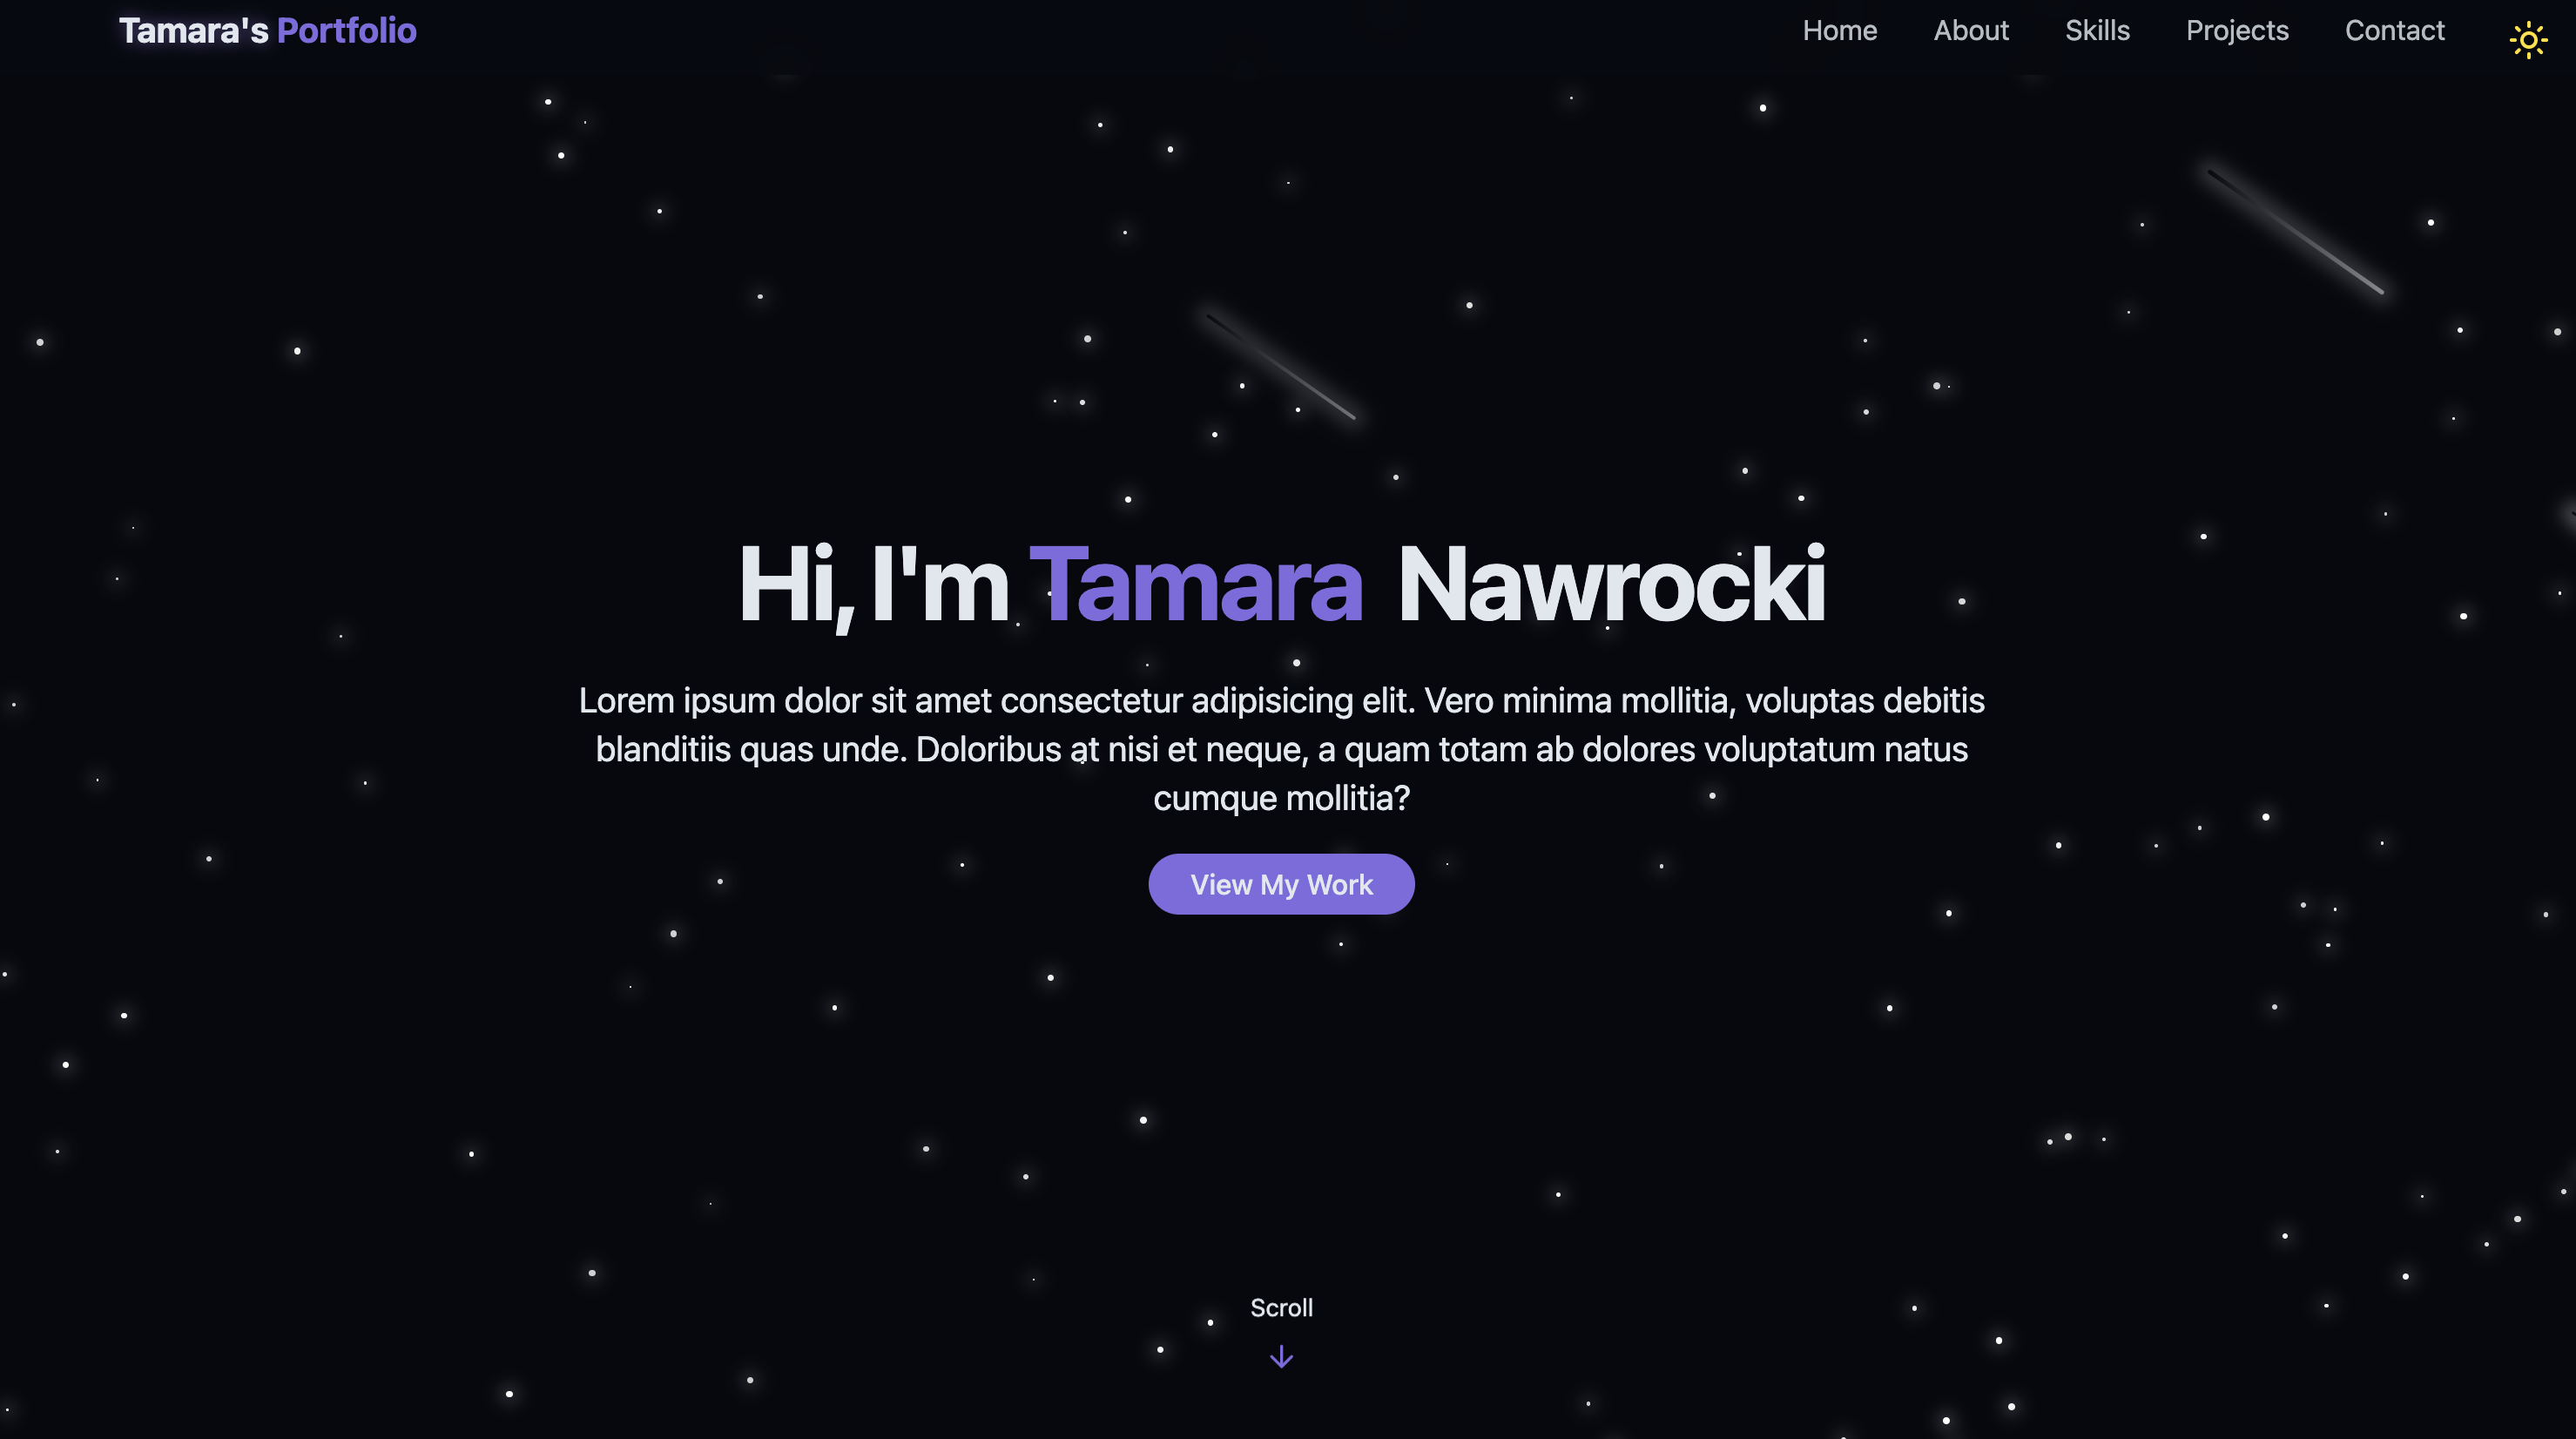 Tamara's Portfolio
Home About Skills Projects Contact
Hi, I'm Tamara Nawrocki
Lorem ipsum dolor sit amet consectetur adipisicing elit. Vero minima mollitia, voluptas debitis
blanditiis quas unde. Doloribus at nisi et neque, a quam totam ab dolores voluptatum natus
cumque mollitia?
View My Work
Scroll